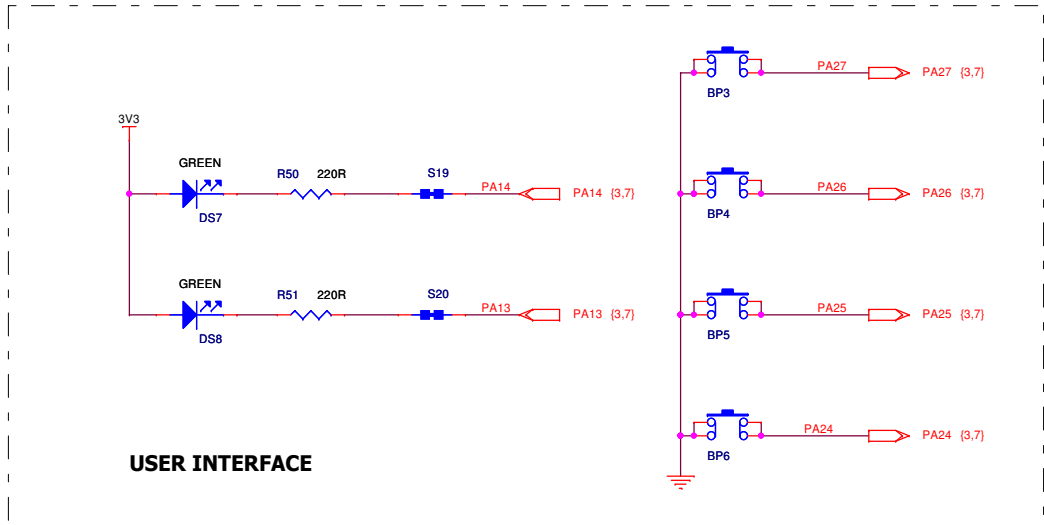 3V3
GREEN
DS7
R50 220R
S19
PA14
PA14 {3,7}
GREEN
DS8
R51 220R
S20
PA13
PA13 {3,7}
BP3
PA27
PA27 {3,7}
BP4
PA26
PA26 {3,7}
BP5
PA25
PA25 {3,7}
BP6
PA24
PA24 {3,7}
USER INTERFACE